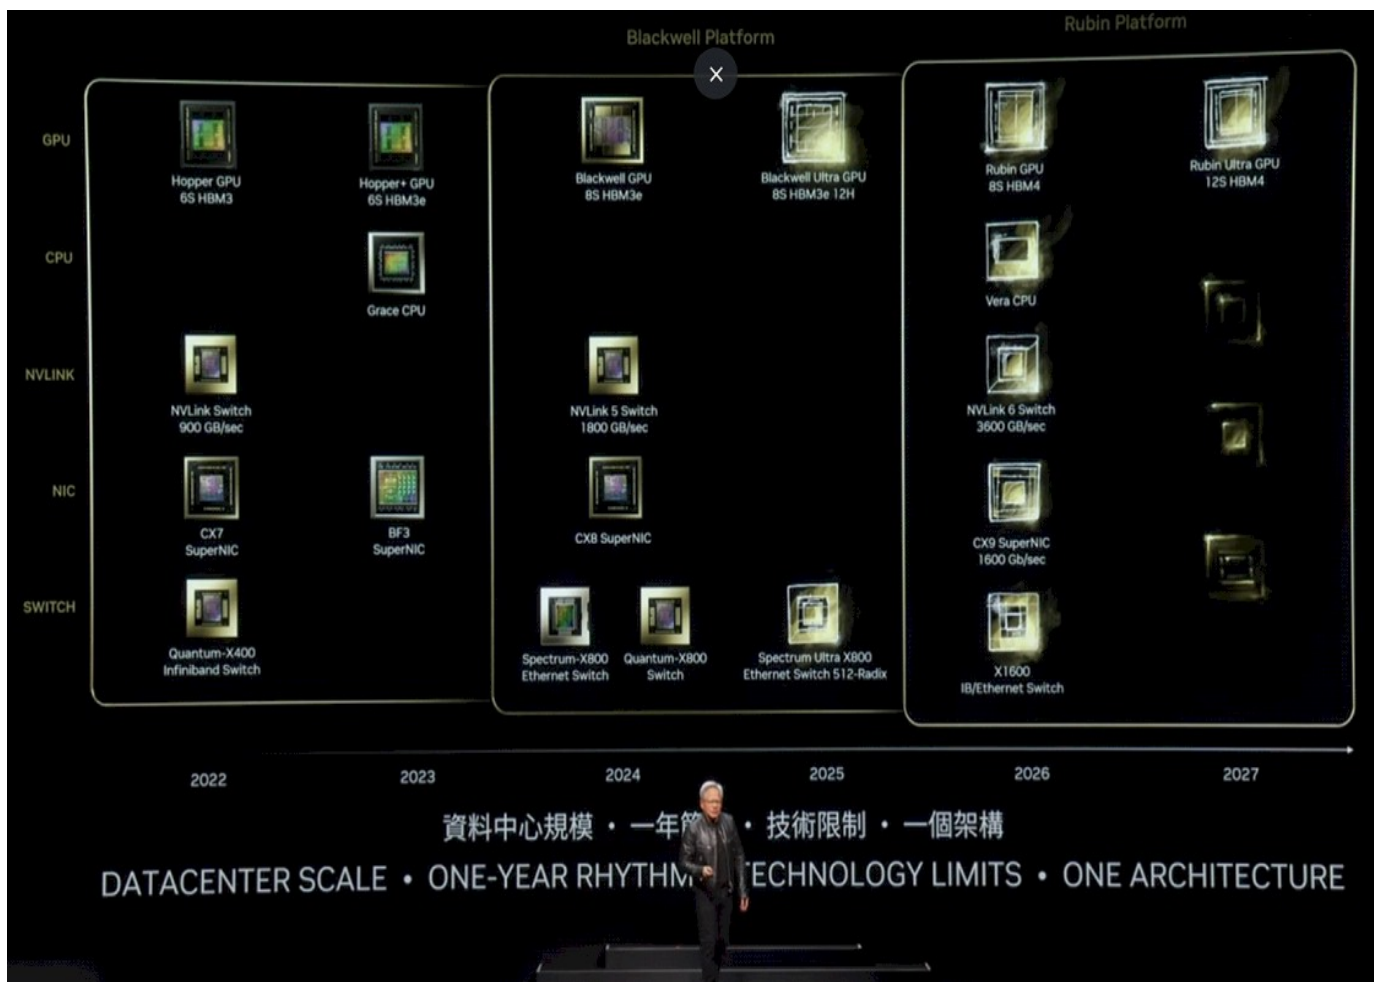 Blackwell Platform
Rubin Platform
X
GPU
Hopper GPU
6S HBM3
Hopper+ GPU
6S HBM3e
Blackwell GPU
8S HBM3e
Blackwell Ultra GPU
8S HBM3e 12H
Rubin GPU
8S HBM4
Rubin Ultra GPU
12S HBM4
CPU
Grace CPU
Vera CPU
NVLINK
NVLink Switch
900 GB/sec
NVLink 5 Switch
1800 GB/sec
NVLink 6 Switch
3600 GB/sec
NIC
CX7
SuperNIC
BF3
SuperNIC
CX8 SuperNIC
CX9 SuperNIC
1600 Gb/sec
SWITCH
Quantum-X400
Infiniband Switch
Spectrum-X800
Ethernet Switch
Quantum-X800
Switch
Spectrum Ultra X800
Ethernet Switch 512-Radix
X1600
IB/Ethernet Switch
2022
2023
2024
2025
2026
2027
資料中心規模 • 一年 • 技術限制 • 一個架構
DATACENTER SCALE • ONE-YEAR RHYTHM TECHNOLOGY LIMITS • ONE ARCHITECTURE